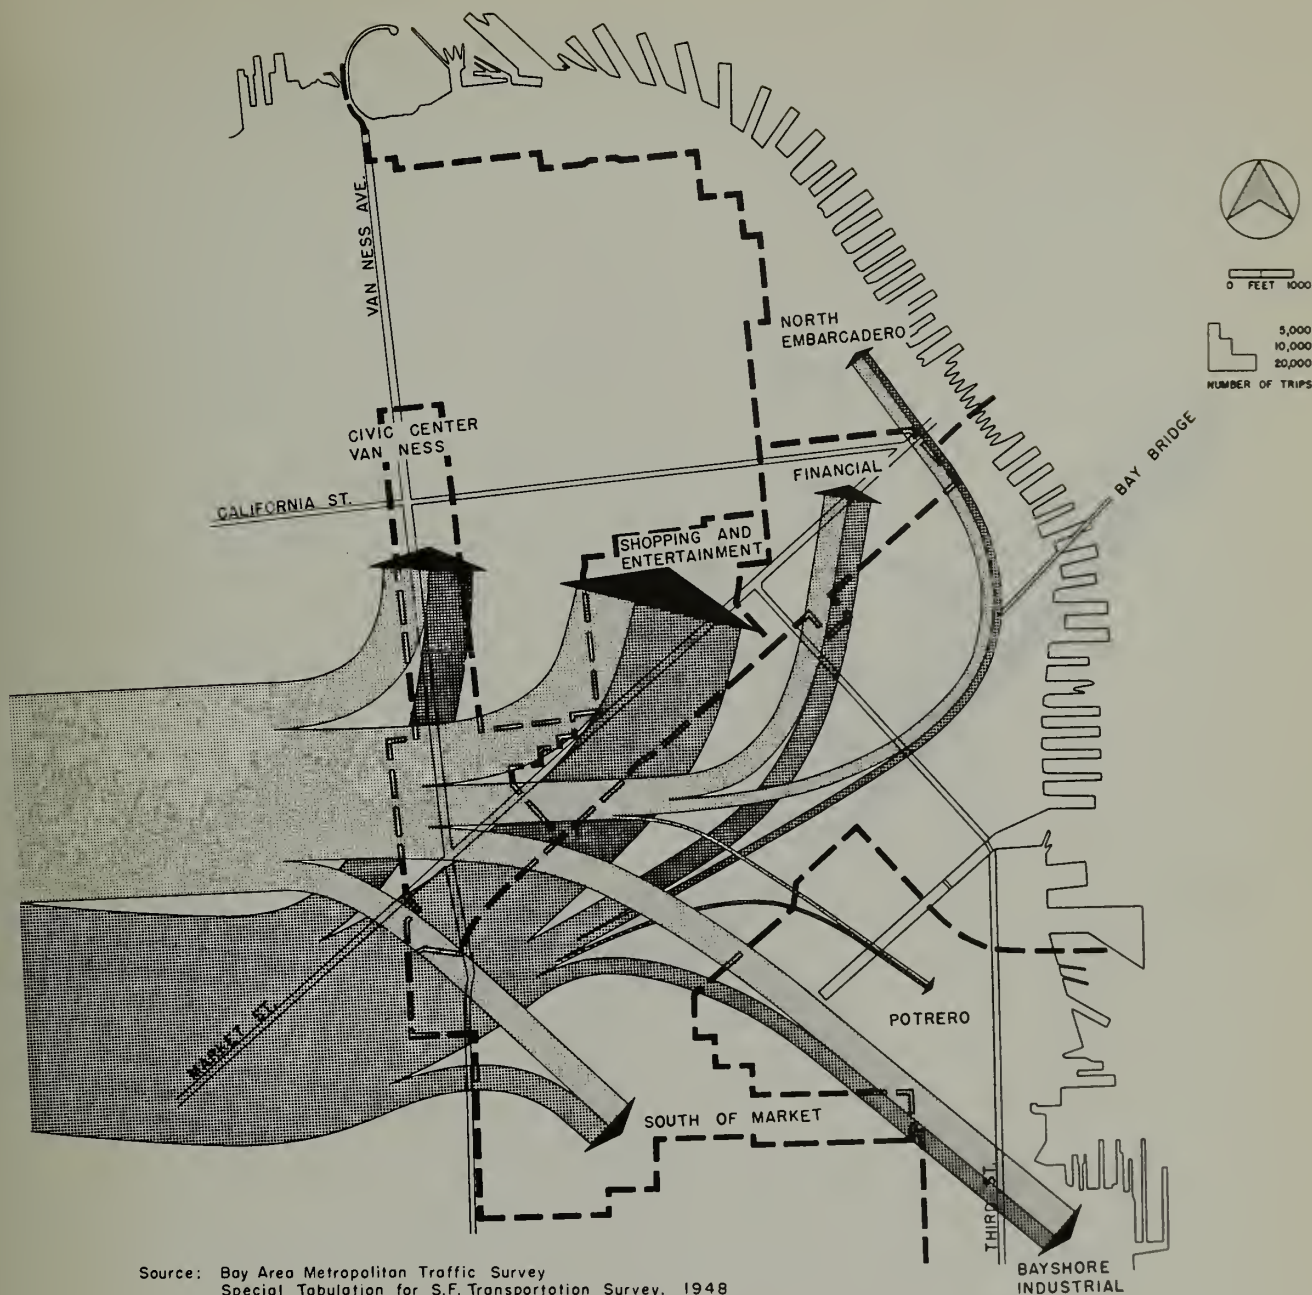 VAN NESS AVE.
NORTH
EMBARCADERO
0 FEET 1000
5,000
10,000
20,000
NUMBER OF TRIPS
BAY BRIDGE
CIVIC CENTER
VAN NESS
FINANCIAL
CALIFORNIA ST.
SHOPPING AND
ENTERTAINMENT
MARKET ST.
POTRERO
SOUTH OF MARKET
THIRD ST.
BAYSHORE
INDUSTRIAL
Source: Bay Area Metropolitan Traffic Survey
Special Tabulation for S.F. Transportation Survey, 1948